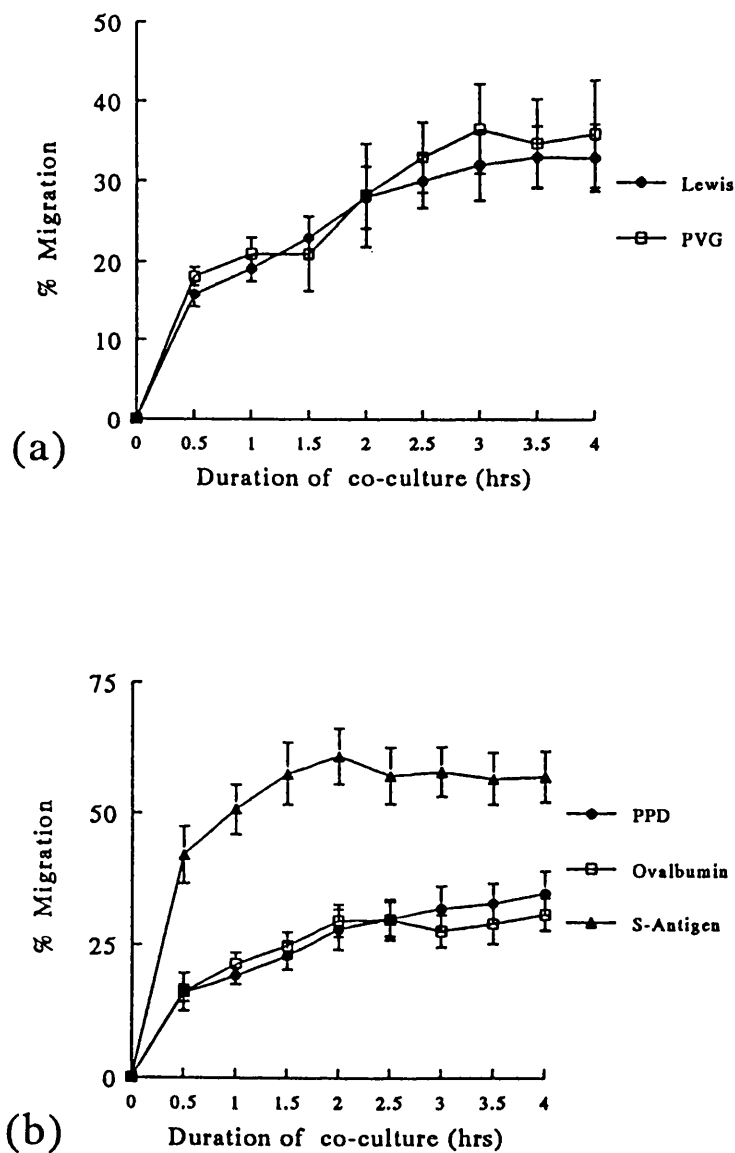 50
40
30
20
10
0
% Migration
0 0.5 1 1.5 2 2.5 3 3.5 4
Duration of co-culture (hrs)
Lewis
PVG
(a)
75
50
25
0
% Migration
0 0.5 1 1.5 2 2.5 3 3.5 4
Duration of co-culture (hrs)
PPD
Ovalbumin
S-Antigen
(b)